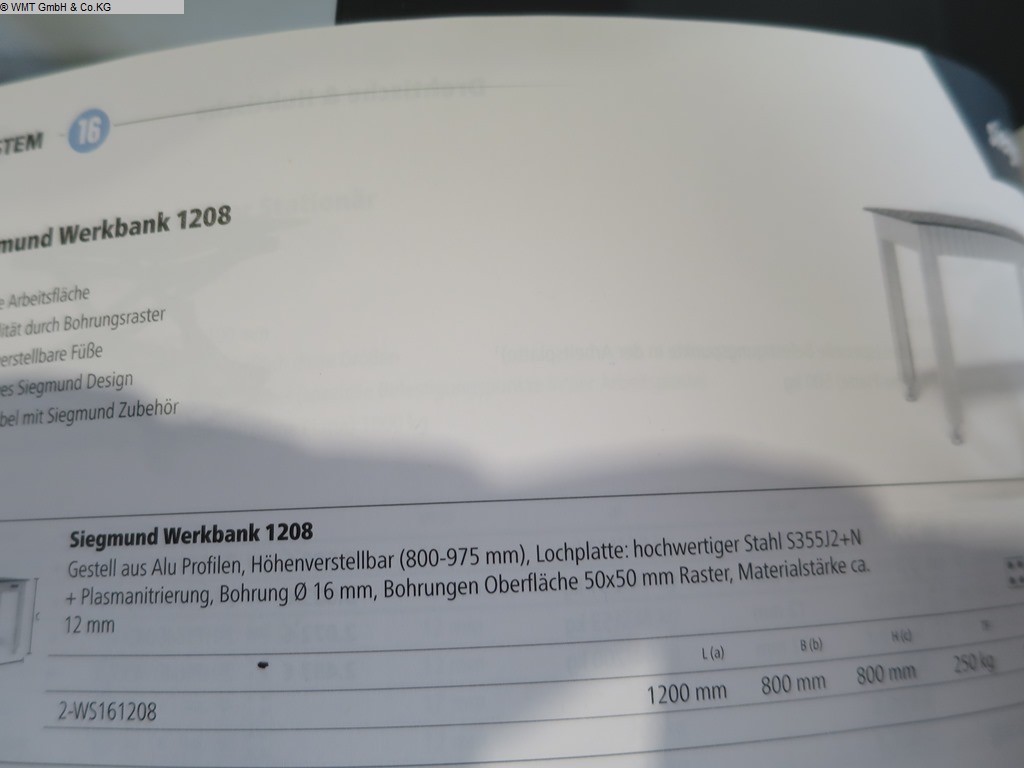 © WMT GmbH & Co.KG
STEM 16
mund Werkbank 1208
e Arbeitsfläche
lität durch Bohrungsraster
erstellbare Füße
es Siegmund Design
bel mit Siegmund Zubehör
Siegmund Werkbank 1208
Gestell aus Alu Profilen, Höhenverstellbar (800-975 mm), Lochplatte: hochwertiger Stahl S355J2+N
+ Plasmanitrierung, Bohrung Ø 16 mm, Bohrungen Oberfläche 50x50 mm Raster, Materialstärke ca.
12 mm
L (a) B (b) H (c)
2-WS161208 1200 mm 800 mm 800 mm 250 kg